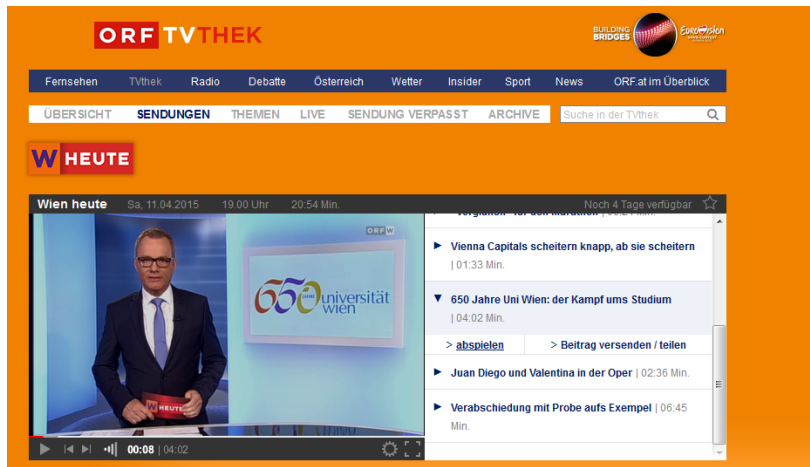 ORF TVTHEK
BUILDING
BRIDGES
EUROVISION
Fernsehen TVthek Radio Debatte Österreich Wetter Insider Sport News ORF.at im Überblick
ÜBERSICHT SENDUNGEN THEMEN LIVE SENDUNG VERPASST ARCHIVE Suche in der TVthek
W HEUTE
Wien heute Sa, 11.04.2015 19.00 Uhr 20:54 Min. Noch 4 Tage verfügbar
ORF W
650 JAHRE universität
wien
W HEUTE
Vienna Capitals scheitern knapp, ab sie scheitern
| 01:33 Min.
650 Jahre Uni Wien: der Kampf ums Studium
| 04:02 Min.
> abspielen > Beitrag versenden / teilen
Juan Diego und Valentina in der Oper | 02:36 Min.
Verabschiedung mit Probe aufs Exempel | 06:45
Min.
00:08 | 04:02